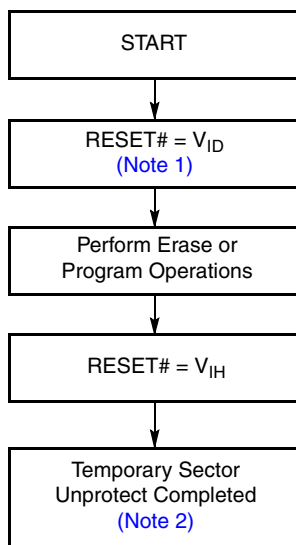 START
RESET# = VID
(Note 1)
Perform Erase or
Program Operations
RESET# = VIH
Temporary Sector
Unprotect Completed
(Note 2)